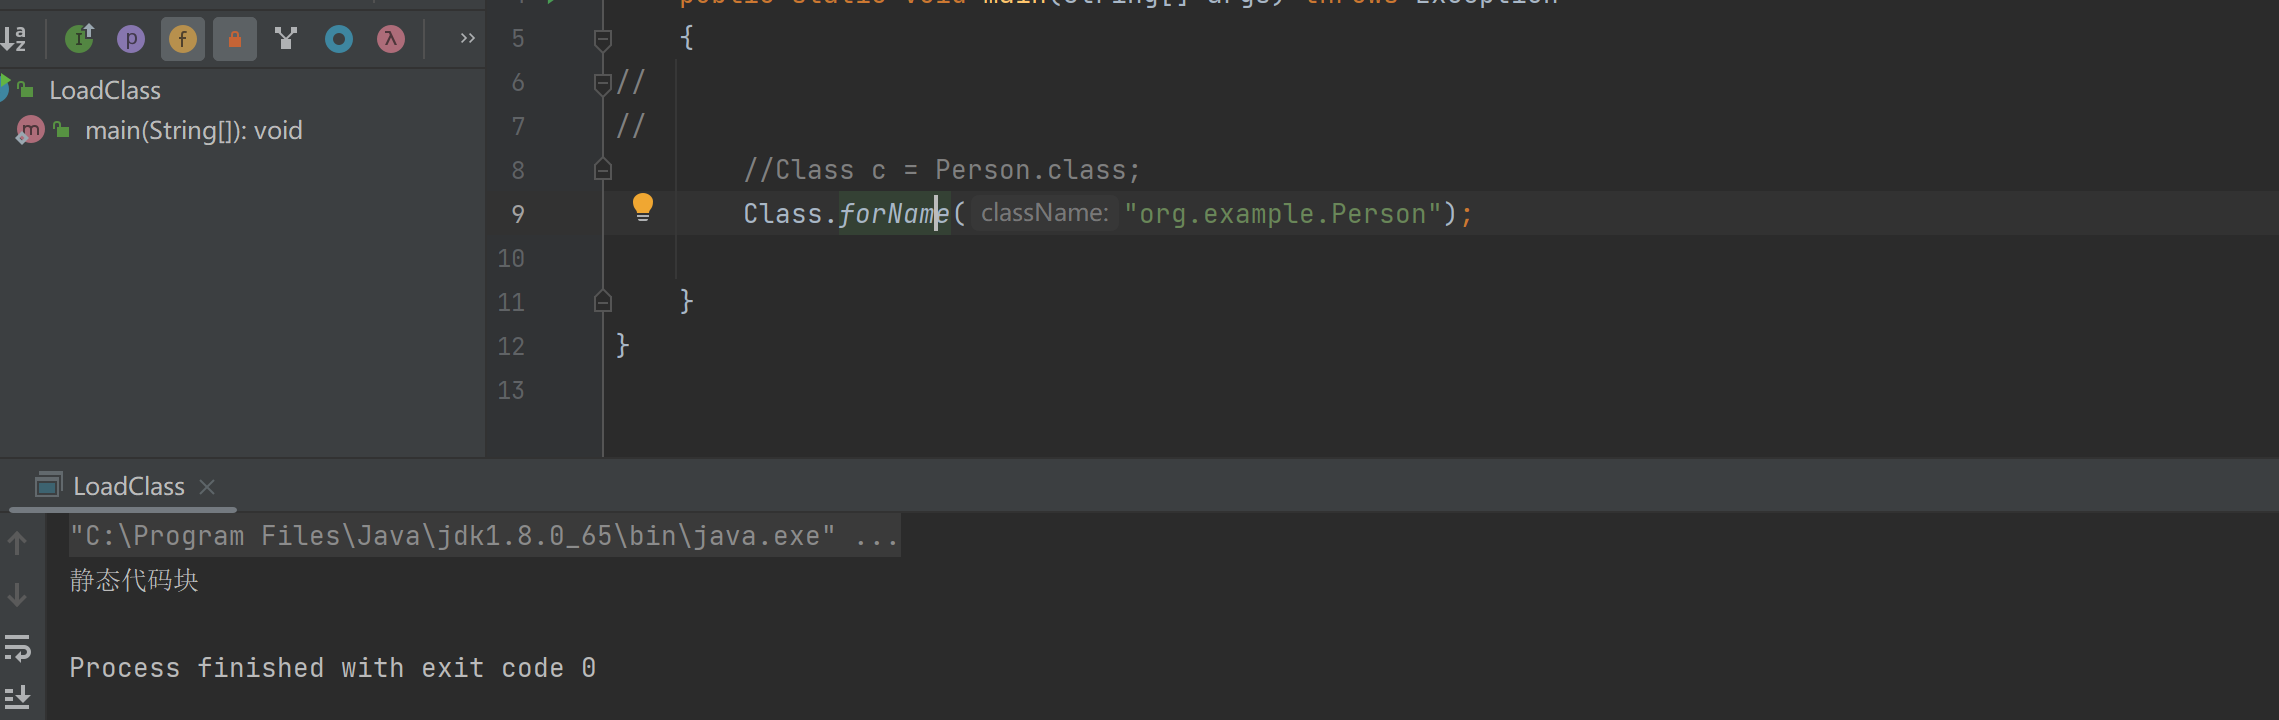 public static void main(String[] args) throws Exception
5 {
LoadClass
6 //
main(String[]): void
7 //
8 //Class c = Person.class;
9 Class.forName( className: "org.example.Person");
10
11 }
12 }
13
LoadClass
"C:\Program Files\Java\jdk1.8.0_65\bin\java.exe" ...
静态代码块
Process finished with exit code 0